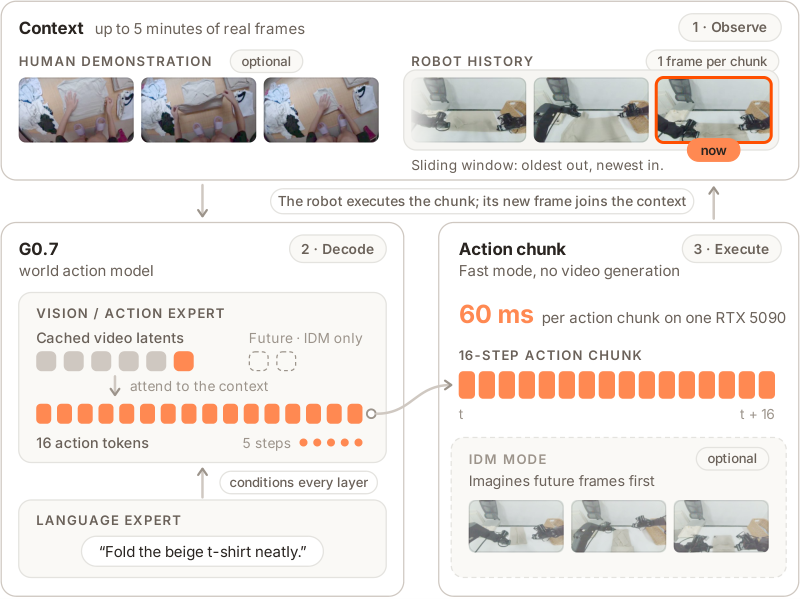 Context up to 5 minutes of real frames
1 · Observe
HUMAN DEMONSTRATION optional
ROBOT HISTORY 1 frame per chunk
now
Sliding window: oldest out, newest in.
The robot executes the chunk; its new frame joins the context
G0.7
2 · Decode
world action model
VISION / ACTION EXPERT
Cached video latents
Future · IDM only
attend to the context
16 action tokens
5 steps
conditions every layer
LANGUAGE EXPERT
“Fold the beige t-shirt neatly.”
Action chunk
3 · Execute
Fast mode, no video generation
60 ms per action chunk on one RTX 5090
16-STEP ACTION CHUNK
t
t + 16
IDM MODE
optional
Imagines future frames first